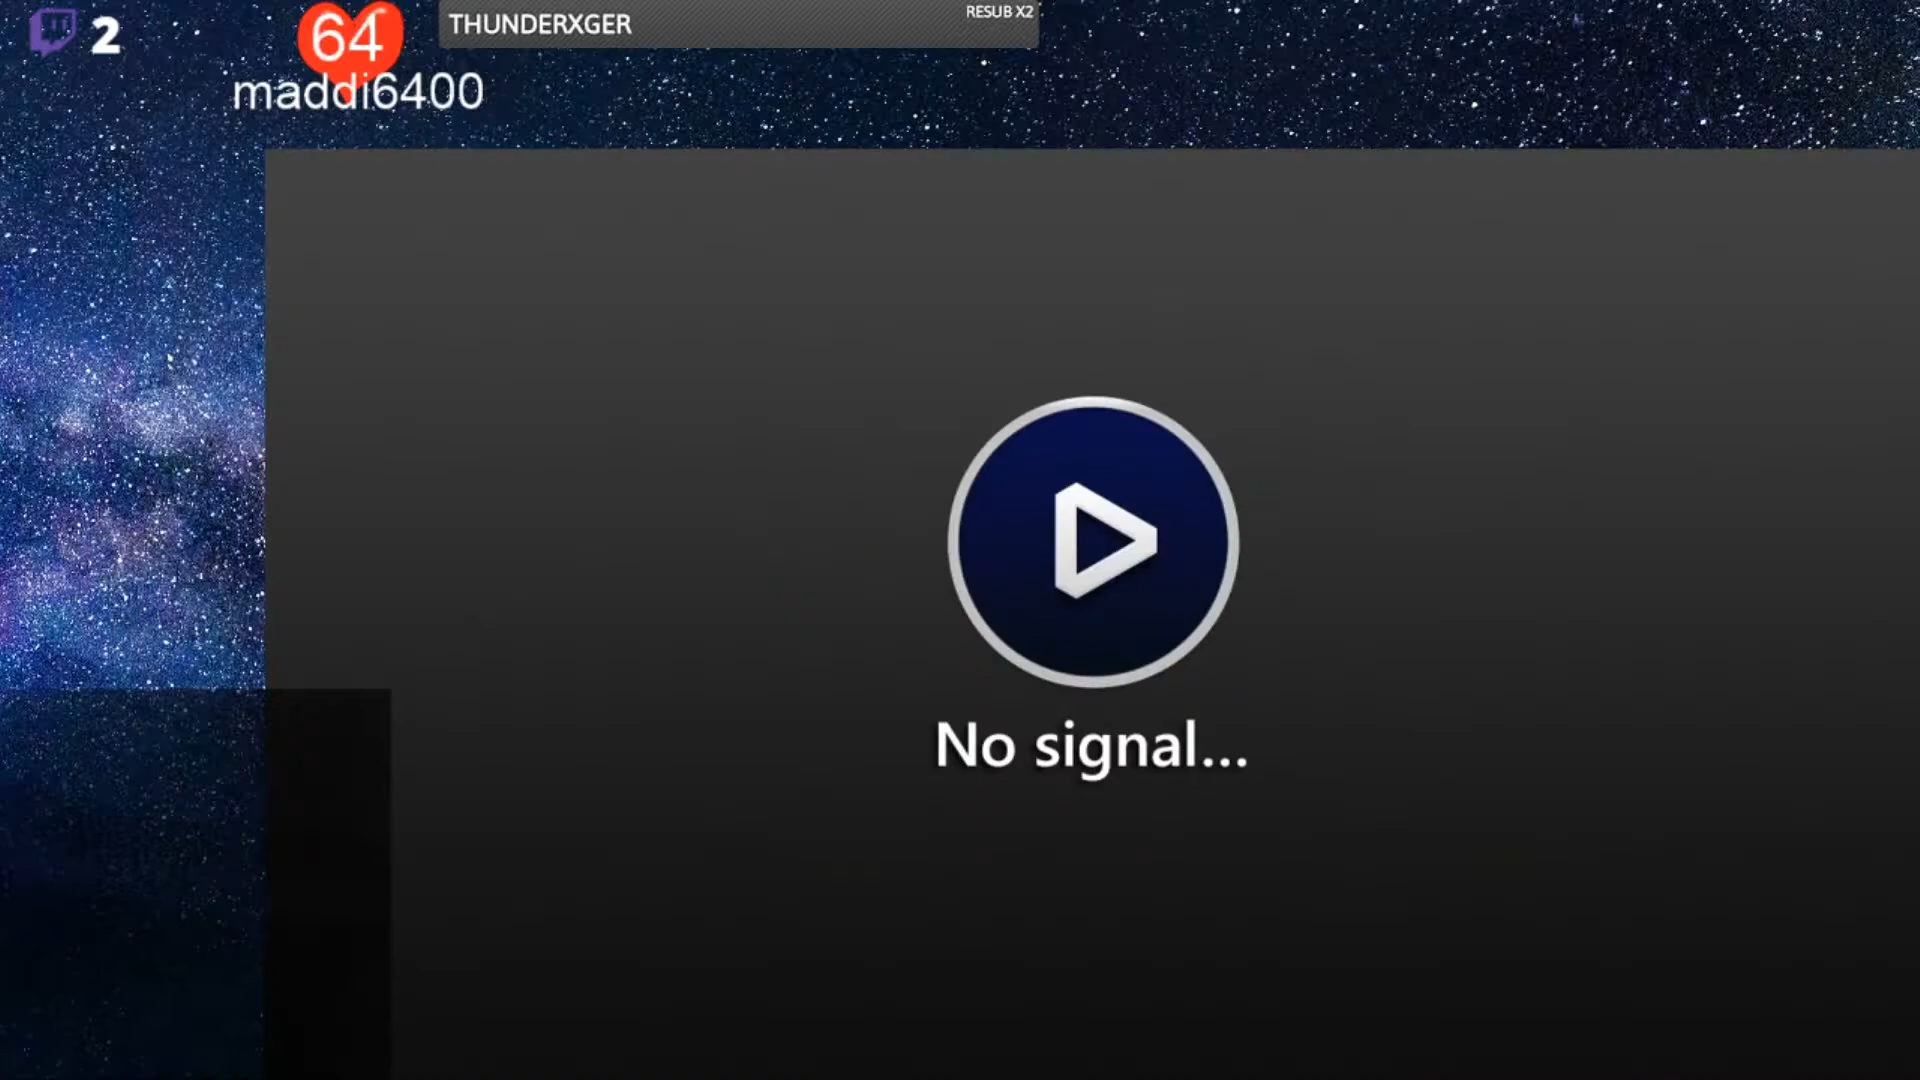 2
64
maddi6400
THUNDERXGER
RESUB X2
No signal...